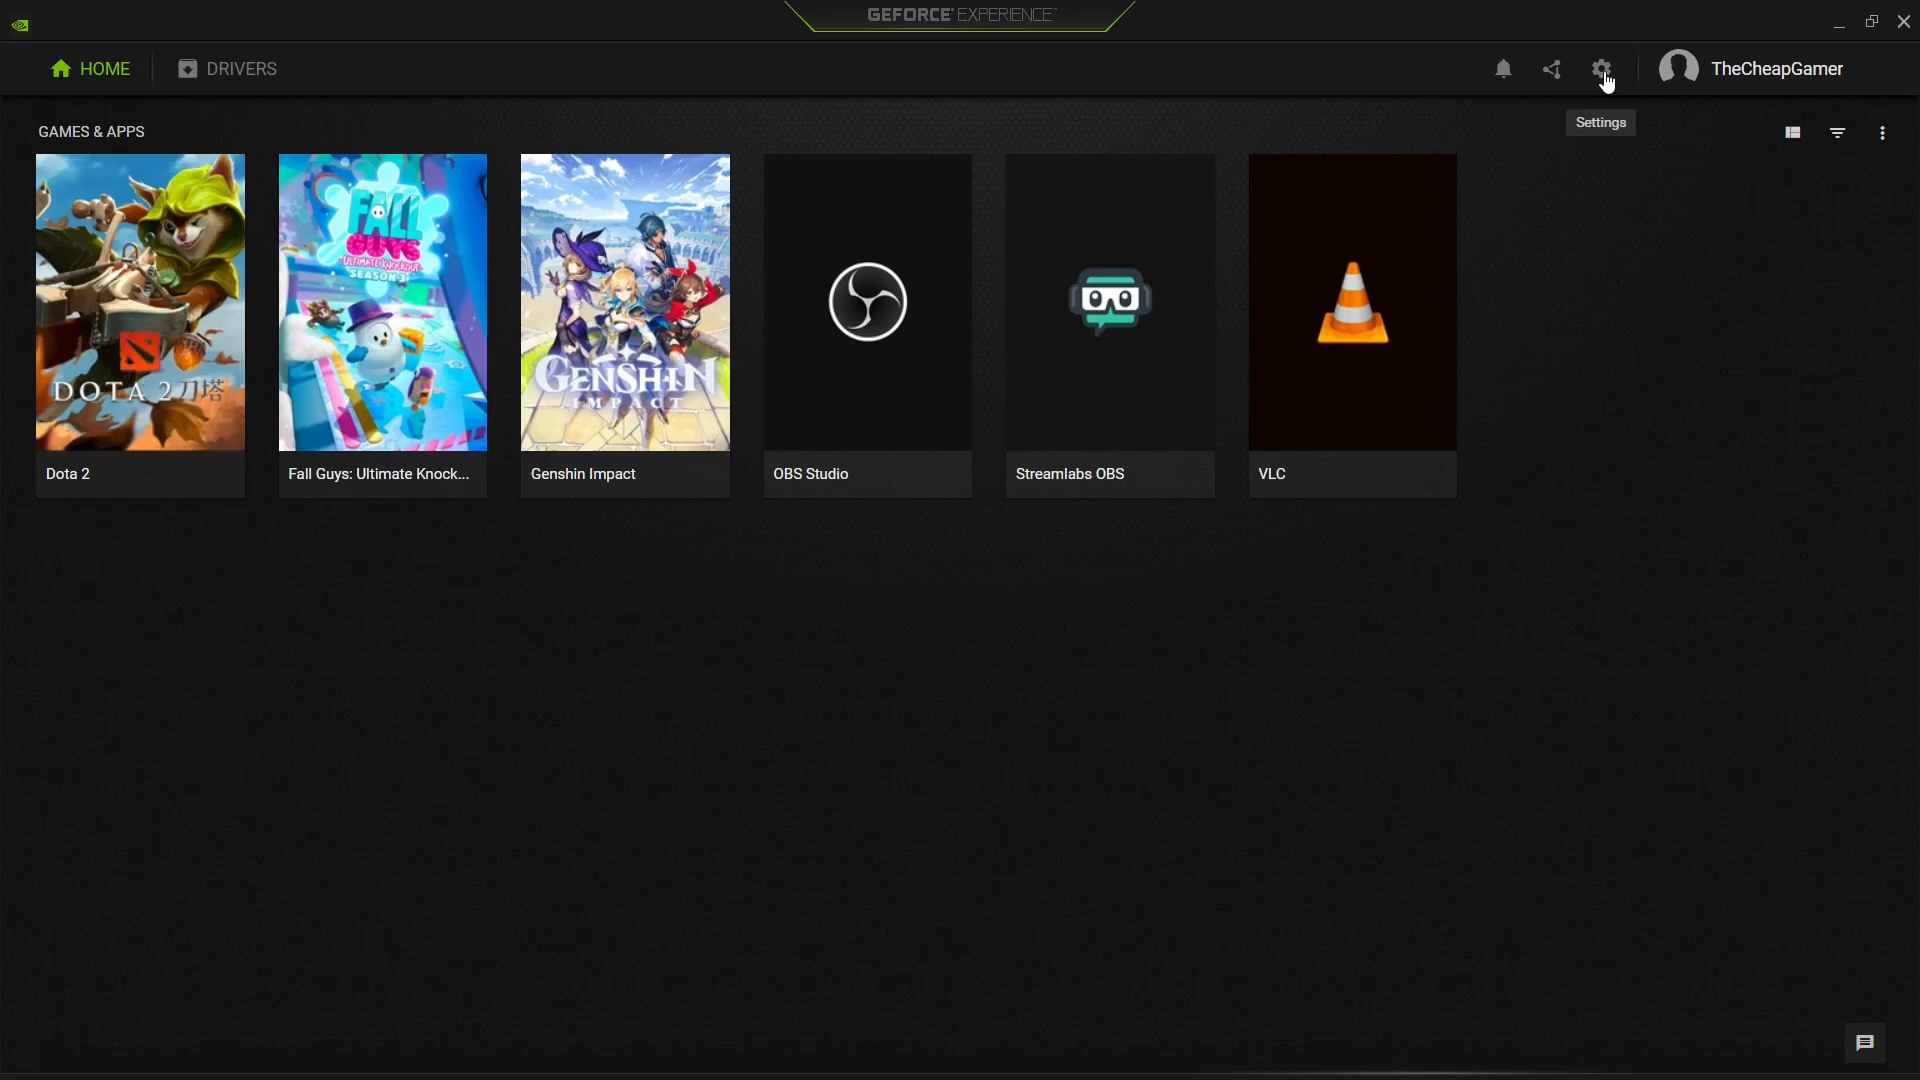 GEFORCE® EXPERIENCE™
HOME
DRIVERS
TheCheapGamer
Settings
GAMES & APPS
DOTA 2 刀塔
FALL
GUYS
ULTIMATE KNOCKOUT
SEASON 3
GENSHIN
IMPACT
Dota 2
Fall Guys: Ultimate Knock...
Genshin Impact
OBS Studio
Streamlabs OBS
VLC